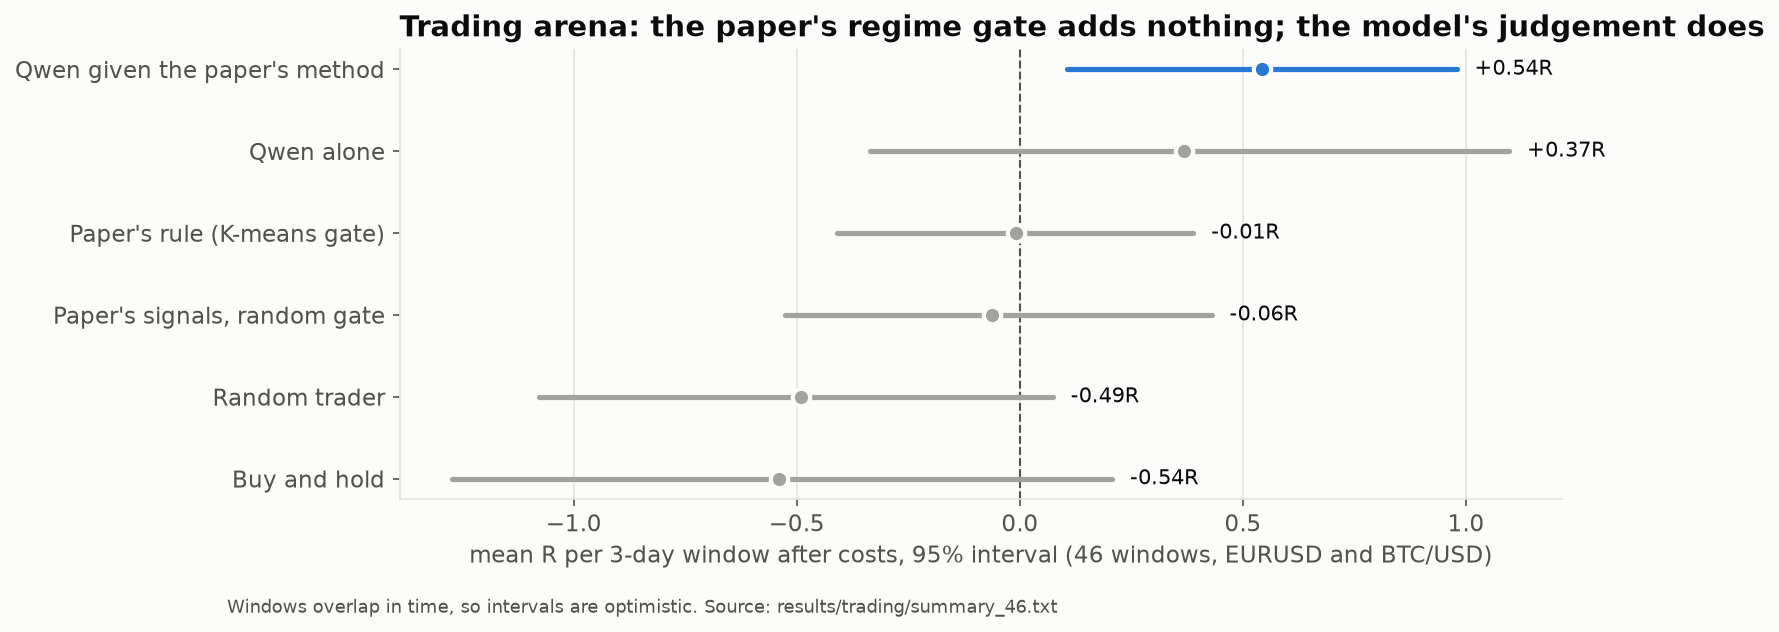 Trading arena: the paper's regime gate adds nothing; the model's judgement does
Qwen given the paper's method
+0.54R
Qwen alone
+0.37R
Paper's rule (K-means gate)
-0.01R
Paper's signals, random gate
-0.06R
Random trader
-0.49R
Buy and hold
-0.54R
−1.0 −0.5 0.0 0.5 1.0
mean R per 3-day window after costs, 95% interval (46 windows, EURUSD and BTC/USD)
Windows overlap in time, so intervals are optimistic. Source: results/trading/summary_46.txt